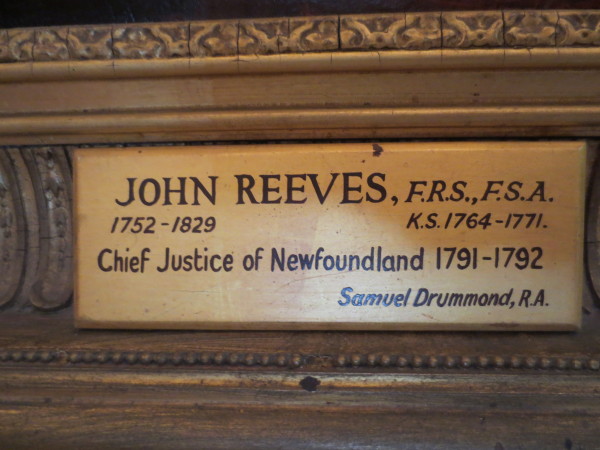 JOHN REEVES, F.R.S., F.S.A.
1752-1829 K.S. 1764-1771.
Chief Justice of Newfoundland 1791-1792
Samuel Drummond, R.A.